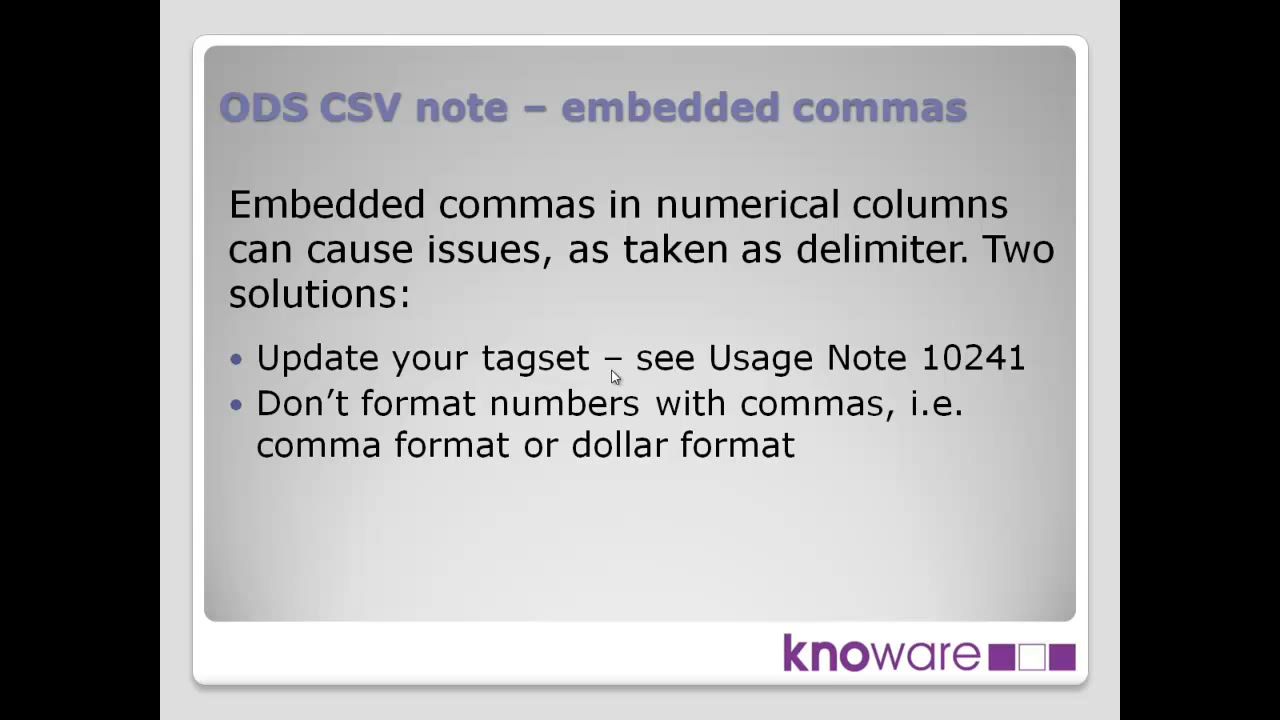 ODS CSV note – embedded commas
Embedded commas in numerical columns
can cause issues, as taken as delimiter. Two
solutions:
• Update your tagset – see Usage Note 10241
• Don’t format numbers with commas, i.e.
comma format or dollar format
knoware